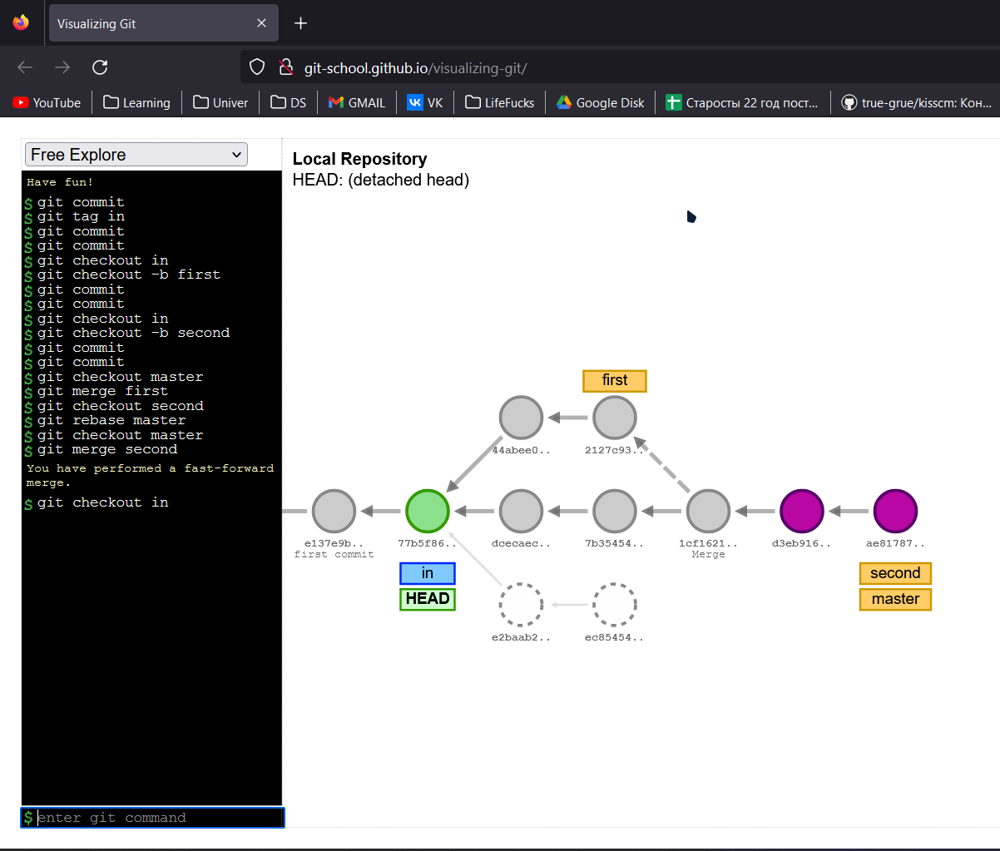 Visualizing Git
git-school.github.io/visualizing-git/
YouTube Learning Univer DS GMAIL VK LifeFucks Google Disk Старосты 22 год пост... true-grue/kisscm: Кон...
Free Explore
Have fun!
$ git commit
$ git tag in
$ git commit
$ git commit
$ git checkout in
$ git checkout -b first
$ git commit
$ git commit
$ git checkout in
$ git checkout -b second
$ git commit
$ git commit
$ git checkout master
$ git merge first
$ git checkout second
$ git rebase master
$ git checkout master
$ git merge second
You have performed a fast-forward
merge.
$ git checkout in
$ enter git command
Local Repository
HEAD: (detached head)
first
44abee0.. 2127c93..
e137e9b.. 77b5f86.. dcecaec.. 7b35454.. 1cf1621.. d3eb916.. ae81787..
first commit Merge
in second
HEAD master
e2baab2.. ec85454..